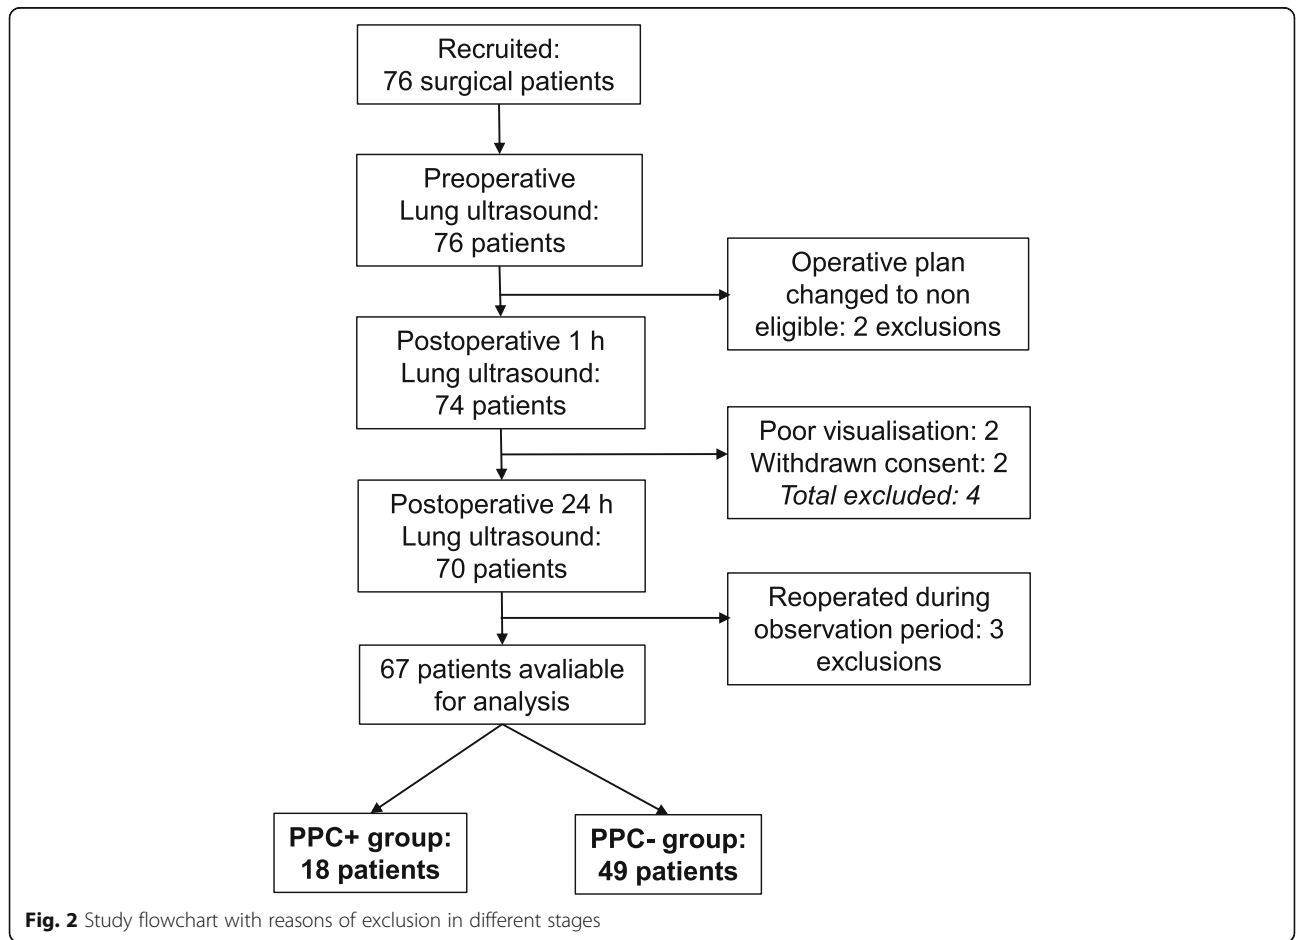 Recruited:
76 surgical patients
Preoperative
Lung ultrasound:
76 patients
Operative plan
changed to non
eligible: 2 exclusions
Postoperative 1 h
Lung ultrasound:
74 patients
Poor visualisation: 2
Withdrawn consent: 2
Total excluded: 4
Postoperative 24 h
Lung ultrasound:
70 patients
Reoperated during
observation period: 3
exclusions
67 patients avaliable
for analysis
PPC+ group:
18 patients
PPC- group:
49 patients
Fig. 2 Study flowchart with reasons of exclusion in different stages